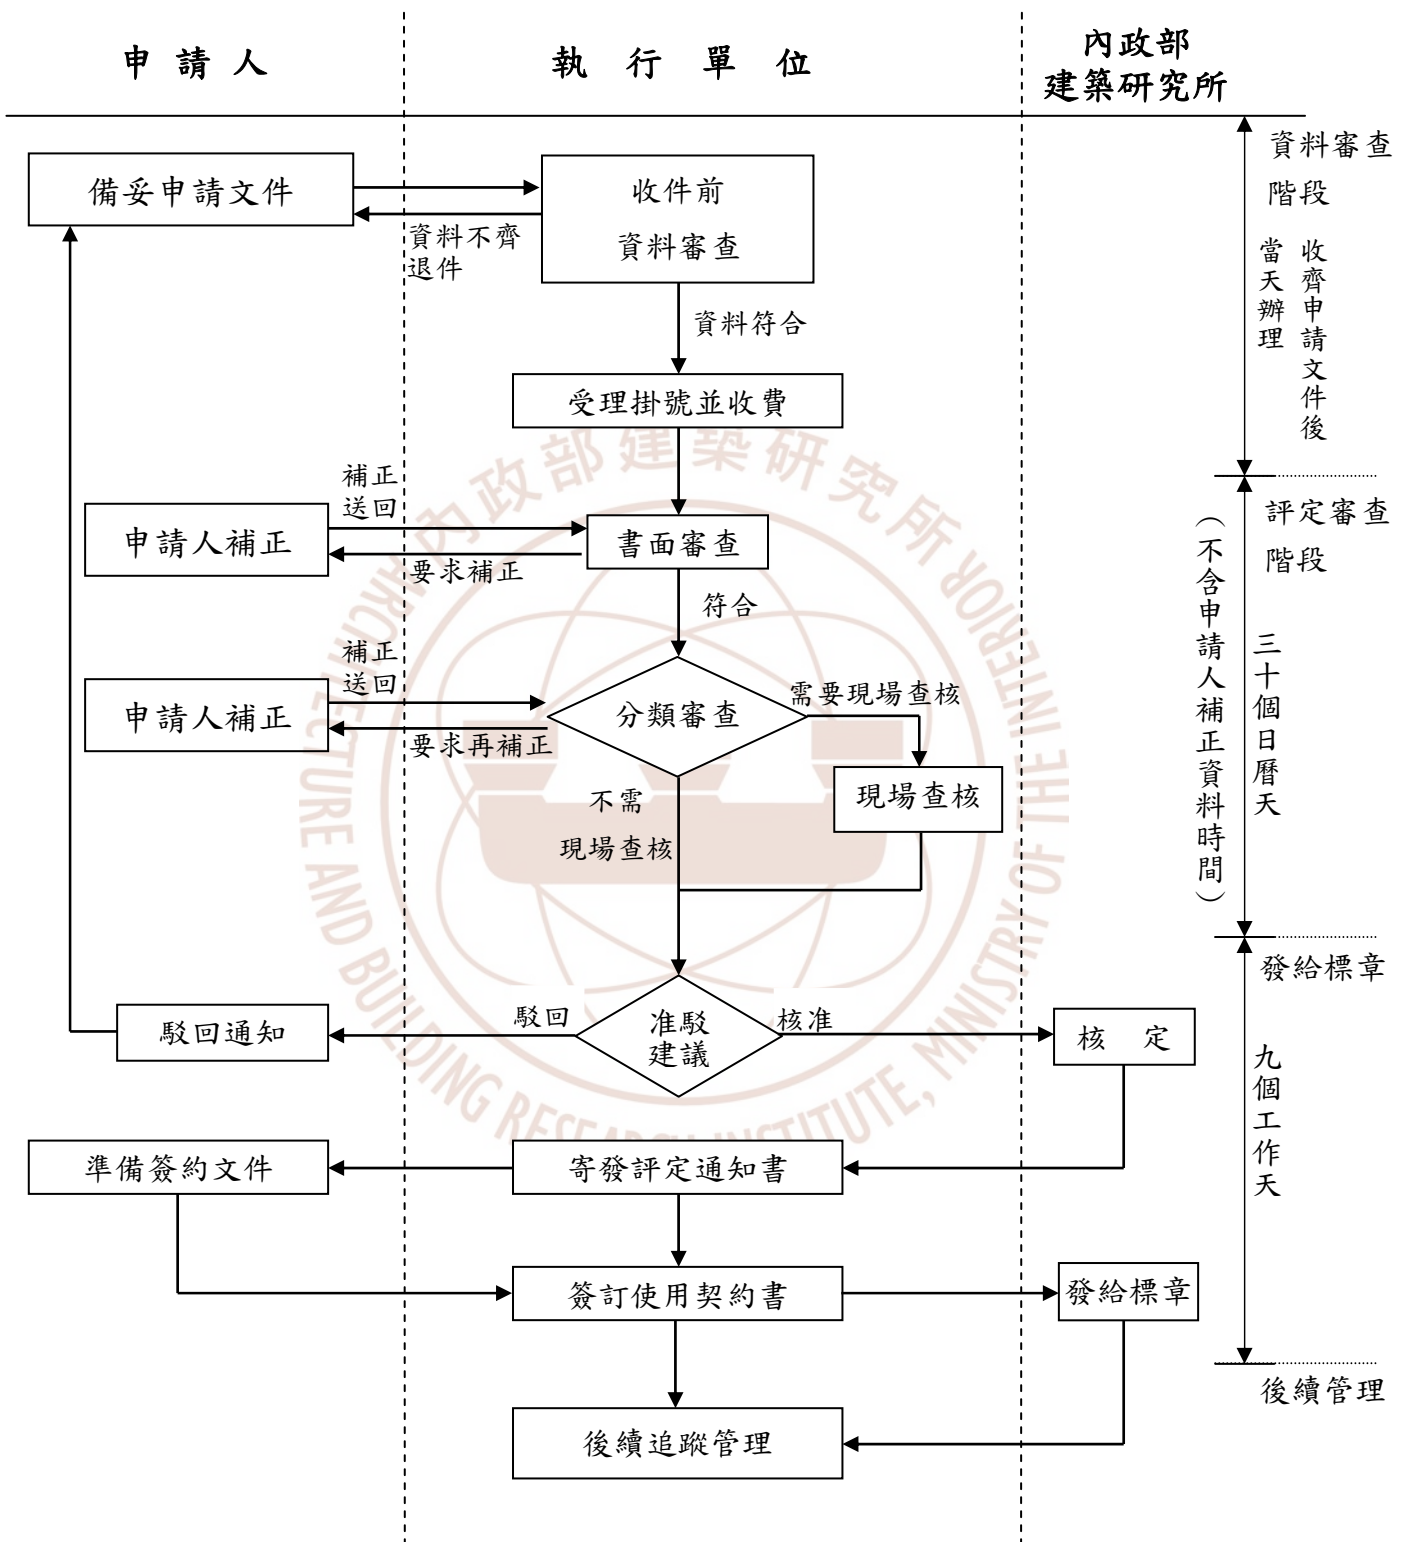 申請人
執行單位
內政部
建築研究所
資料審查
階段
收齊申請文件後
當天辦理
備妥申請文件
收件前
資料審查
資料不齊
退件
資料符合
受理掛號並收費
補正
送回
申請人補正
書面審查
要求補正
評定審查
階段
三十個日曆天
（不含申請人補正資料時間）
符合
補正
送回
申請人補正
分類審查
需要現場查核
要求再補正
不需
現場查核
現場查核
發給標章
九個工作天
駁回通知
駁回
准駁
建議
核准
核 定
準備簽約文件
寄發評定通知書
簽訂使用契約書
發給標章
後續管理
後續追蹤管理
內政部建築研究所
ARCHITECTURE AND BUILDING RESEARCH INSTITUTE, MINISTRY OF THE INTERIOR